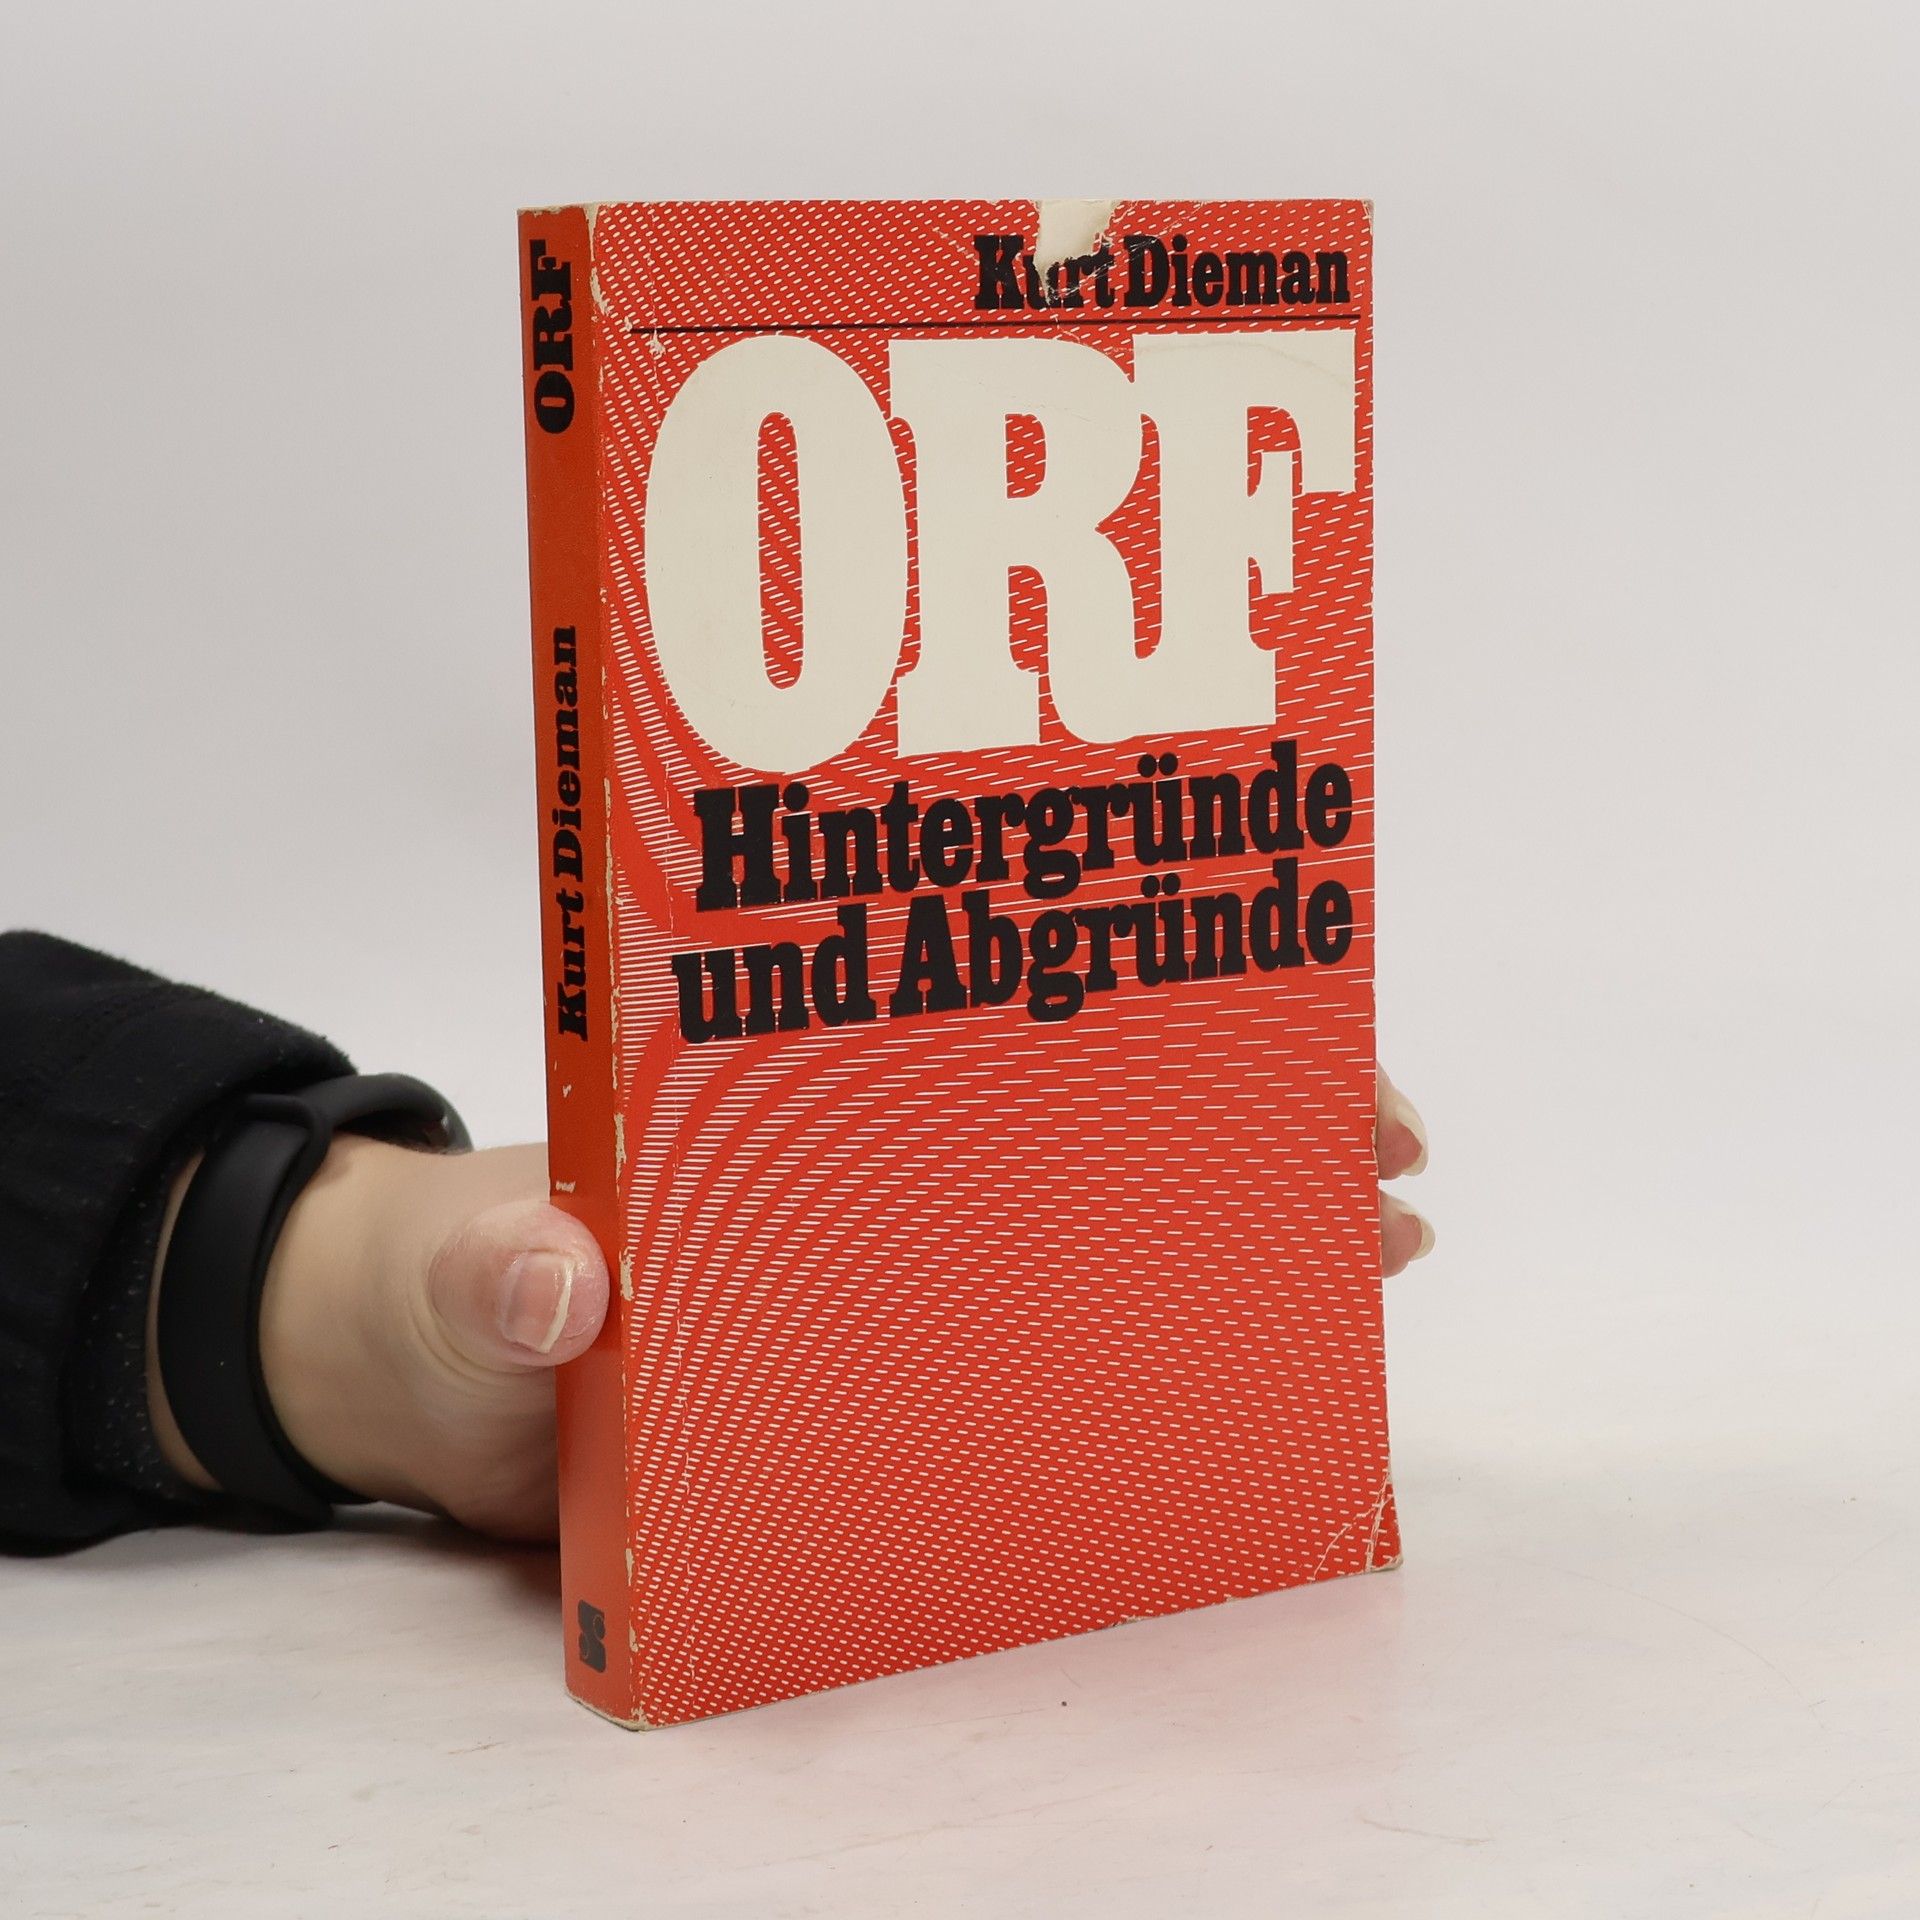 Kurt Dieman
ORF
Hintergründe
und Abgründe
Kurt Dieman ORF
S